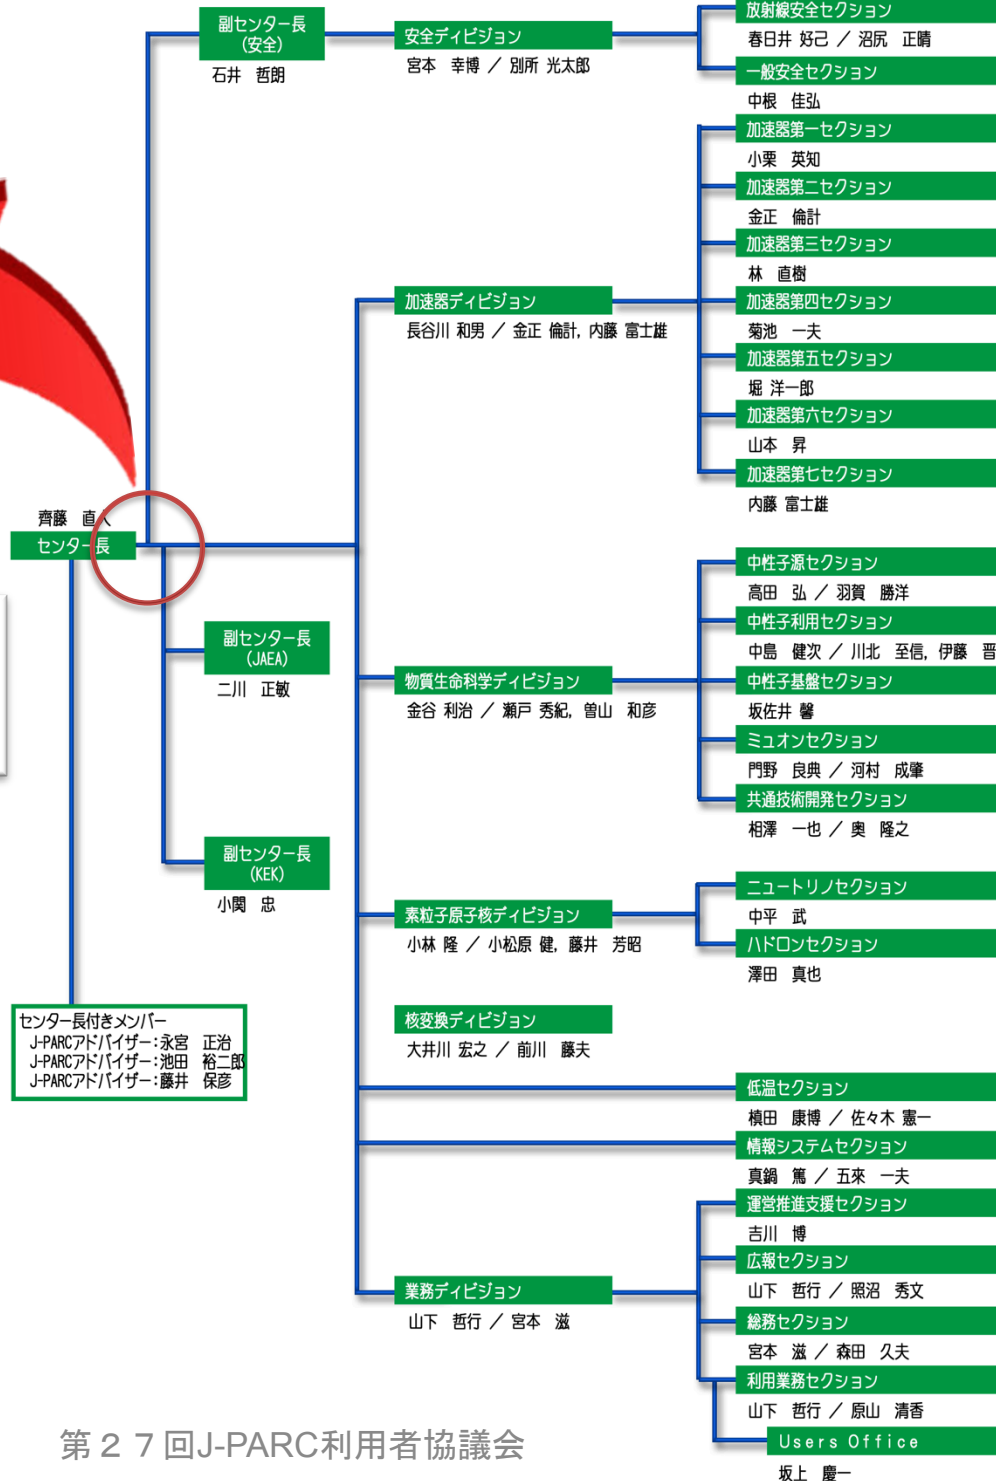 副センター長
(安全)
石井 哲朗
安全ディビジョン
宮本 幸博 / 別所 光太郎
放射線安全セクション
春日井 好己 / 沼尻 正晴
一般安全セクション
中根 佳弘
加速器第一セクション
小栗 英知
加速器第二セクション
金正 倫計
加速器第三セクション
林 直樹
加速器ディビジョン
長谷川 和男 / 金正 倫計, 内藤 富士雄
加速器第四セクション
菊池 一夫
加速器第五セクション
堀 洋一郎
加速器第六セクション
山本 昇
加速器第七セクション
内藤 富士雄
齊藤 直人
センター長
副センター長
(JAEA)
二川 正敏
副センター長
(KEK)
小関 忠
中性子源セクション
高田 弘 / 羽賀 勝洋
中性子利用セクション
中島 健次 / 川北 至信, 伊藤 晋
物質生命科学ディビジョン
金谷 利治 / 瀬戸 秀紀, 曽山 和彦
中性子基盤セクション
坂佐井 馨
ミュオンセクション
門野 良典 / 河村 成肇
共通技術開発セクション
相澤 一也 / 奥 隆之
素粒子原子核ディビジョン
小林 隆 / 小松原 健, 藤井 芳昭
ニュートリノセクション
中平 武
ハドロンセクション
澤田 真也
核変換ディビジョン
大井川 宏之 / 前川 藤夫
センター長付きメンバー
J-PARCアドバイザー:永宮 正治
J-PARCアドバイザー:池田 裕二郎
J-PARCアドバイザー:藤井 保彦
低温セクション
槙田 康博 / 佐々木 憲一
情報システムセクション
真鍋 篤 / 五來 一夫
業務ディビジョン
山下 哲行 / 宮本 滋
運営推進支援セクション
吉川 博
広報セクション
山下 哲行 / 照沼 秀文
総務セクション
宮本 滋 / 森田 久夫
利用業務セクション
山下 哲行 / 原山 清香
Users Office
坂上 慶一
第27回J-PARC利用者協議会